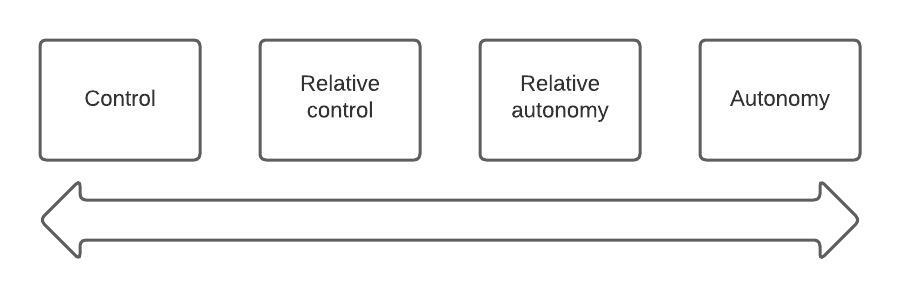 Control
Relative
control
Relative
autonomy
Autonomy